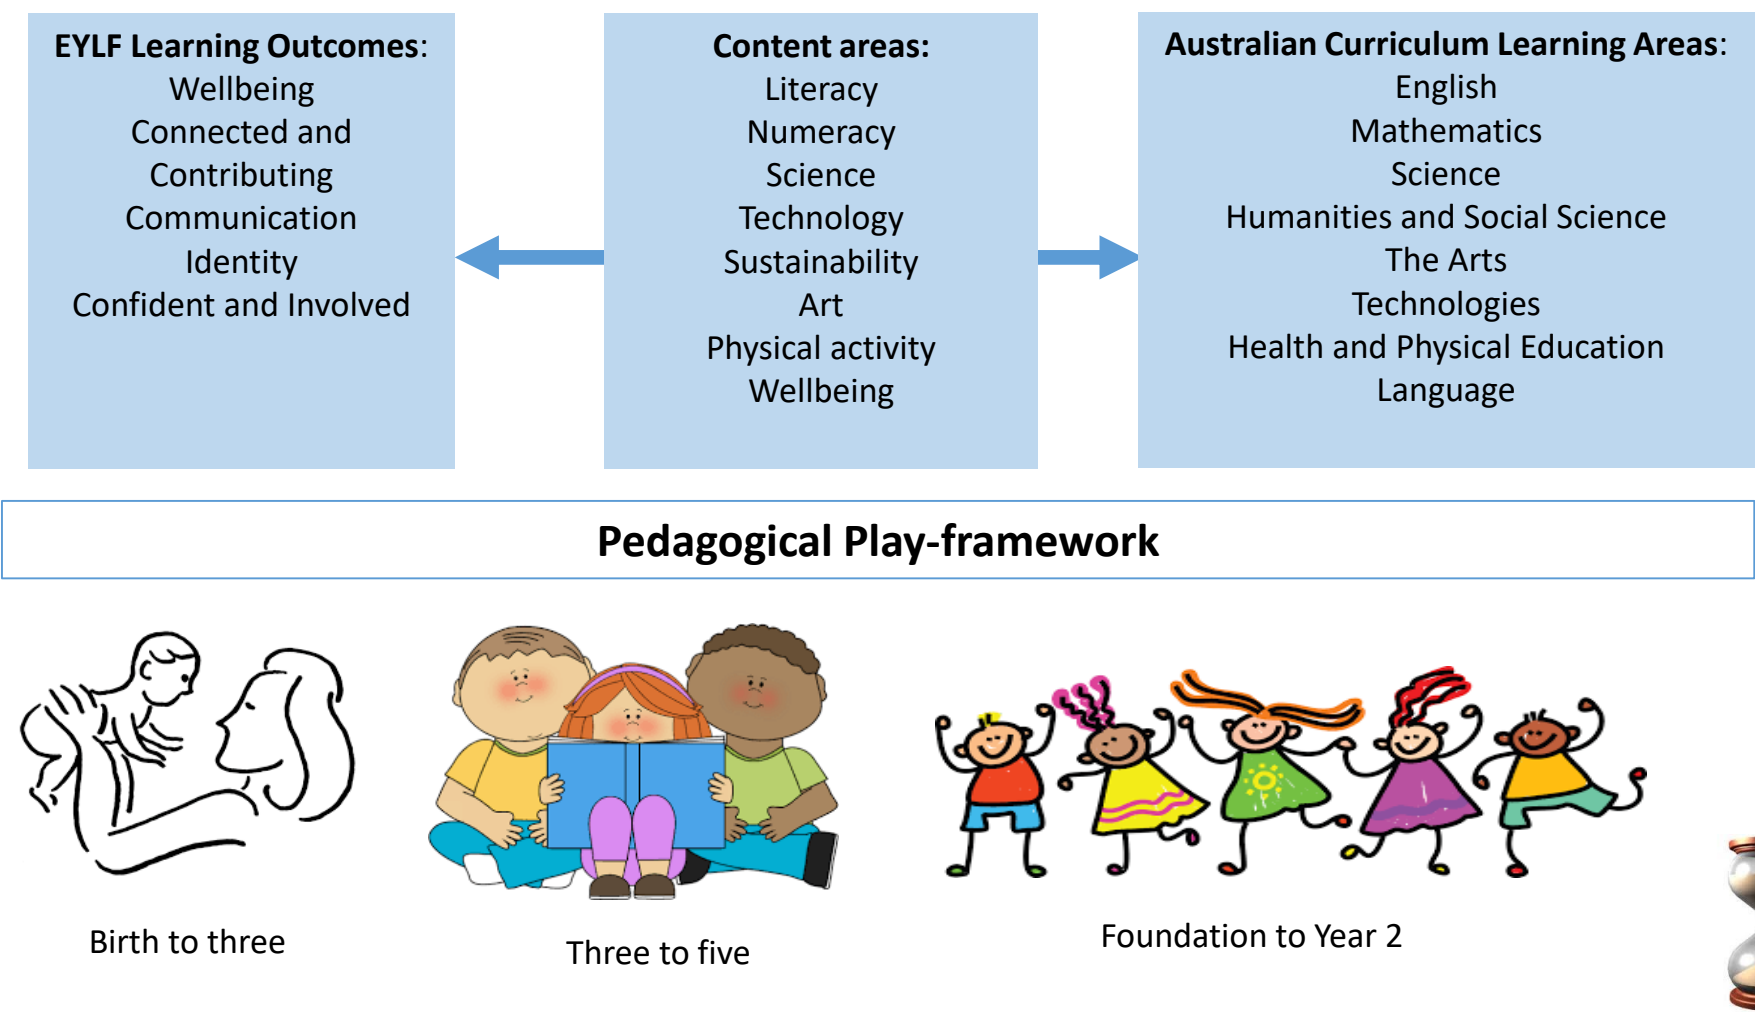 EYLF Learning Outcomes:
Wellbeing
Connected and
Contributing
Communication
Identity
Confident and Involved
Content areas:
Literacy
Numeracy
Science
Technology
Sustainability
Art
Physical activity
Wellbeing
Australian Curriculum Learning Areas:
English
Mathematics
Science
Humanities and Social Science
The Arts
Technologies
Health and Physical Education
Language
Pedagogical Play-framework
Birth to three
Three to five
Foundation to Year 2